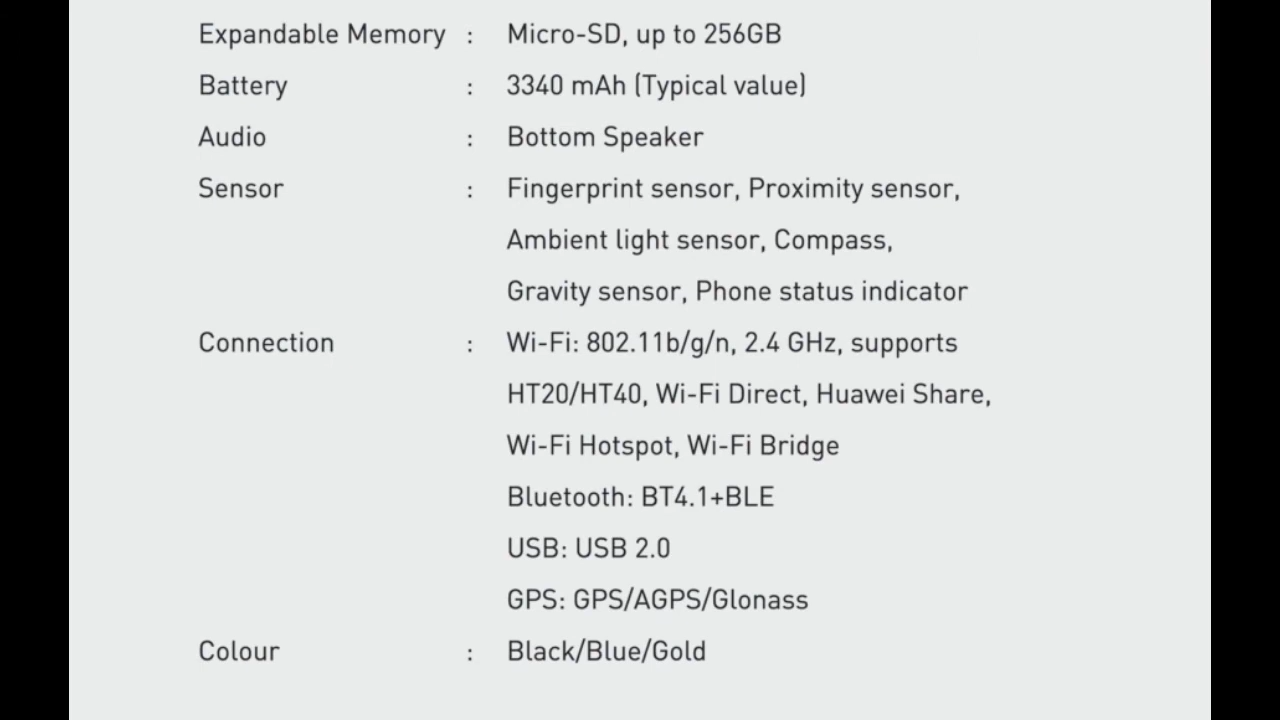 Expandable Memory : Micro-SD, up to 256GB
Battery : 3340 mAh (Typical value)
Audio : Bottom Speaker
Sensor : Fingerprint sensor, Proximity sensor,
Ambient light sensor, Compass,
Gravity sensor, Phone status indicator
Connection : Wi-Fi: 802.11b/g/n, 2.4 GHz, supports
HT20/HT40, Wi-Fi Direct, Huawei Share,
Wi-Fi Hotspot, Wi-Fi Bridge
Bluetooth: BT4.1+BLE
USB: USB 2.0
GPS: GPS/AGPS/Glonass
Colour : Black/Blue/Gold